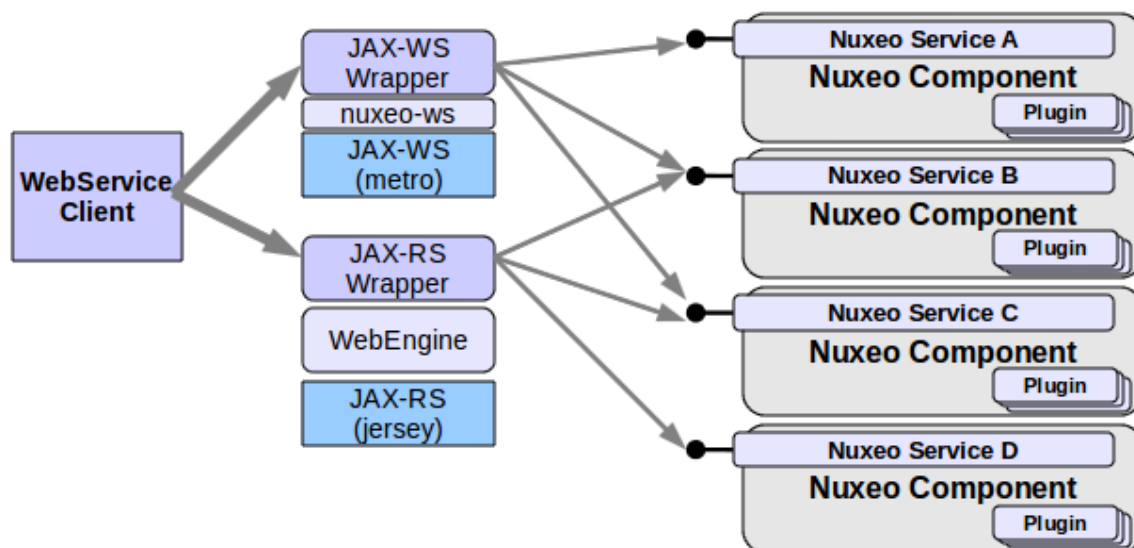 WebService
Client
JAX-WS
Wrapper
nuxeo-ws
JAX-WS
(metro)
JAX-RS
Wrapper
WebEngine
JAX-RS
(jersey)
Nuxeo Service A
Nuxeo Component
Plugin
Nuxeo Service B
Nuxeo Component
Plugin
Nuxeo Service C
Nuxeo Component
Plugin
Nuxeo Service D
Nuxeo Component
Plugin